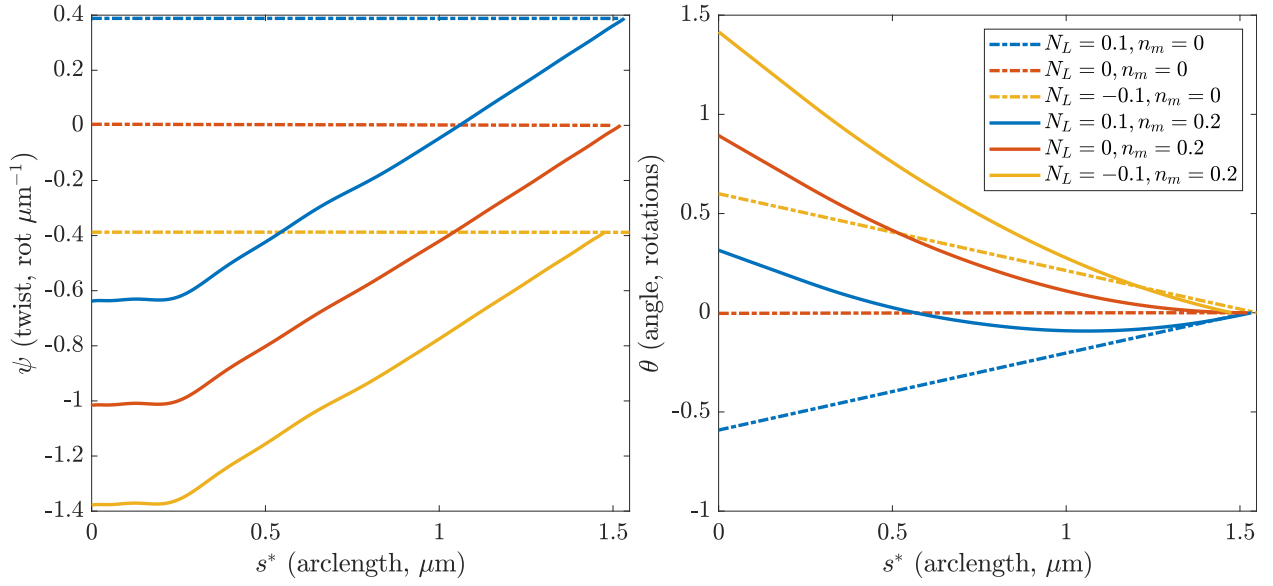 0.4
0.2
0
-0.2
-0.4
-0.6
-0.8
-1
-1.2
-1.4
ψ (twist, rot μm⁻¹)
0
0.5
1
1.5
s* (arclength, μm)
1.5
1
0.5
0
-0.5
-1
θ (angle, rotations)
0
0.5
1
1.5
s* (arclength, μm)
N_L = 0.1, n_m = 0
N_L = 0, n_m = 0
N_L = −0.1, n_m = 0
N_L = 0.1, n_m = 0.2
N_L = 0, n_m = 0.2
N_L = −0.1, n_m = 0.2